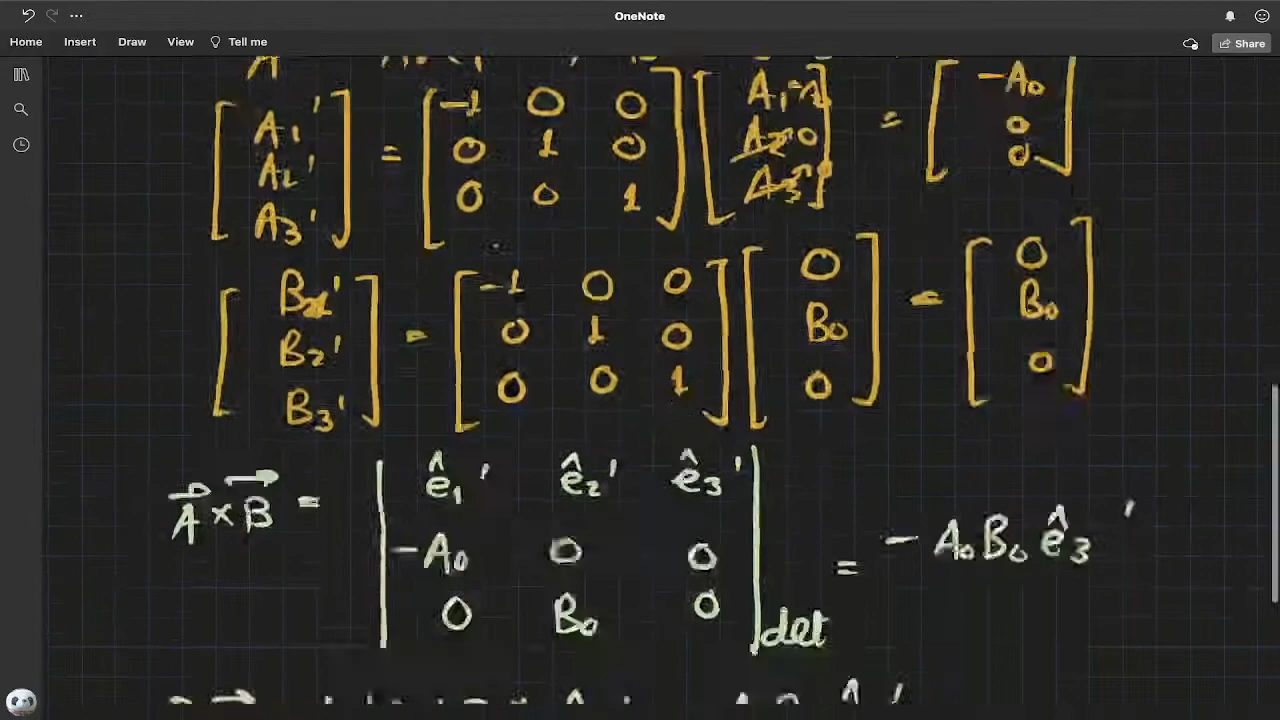 OneNote
Home Insert Draw View Tell me Share
[A₁' A₂' A₃'] = [-1 0 0; 0 1 0; 0 0 1] [A₁ A₂ 0 A₃] = [-A₀ 0 0]
[B₁' B₂' B₃'] = [-1 0 0; 0 1 0; 0 0 1] [0 B₀ 0] = [0 B₀ 0]
A⃗ × B⃗ = | ê₁' ê₂' ê₃' ; -A₀ 0 0 ; 0 B₀ 0 | det = - A₀ B₀ ê₃'